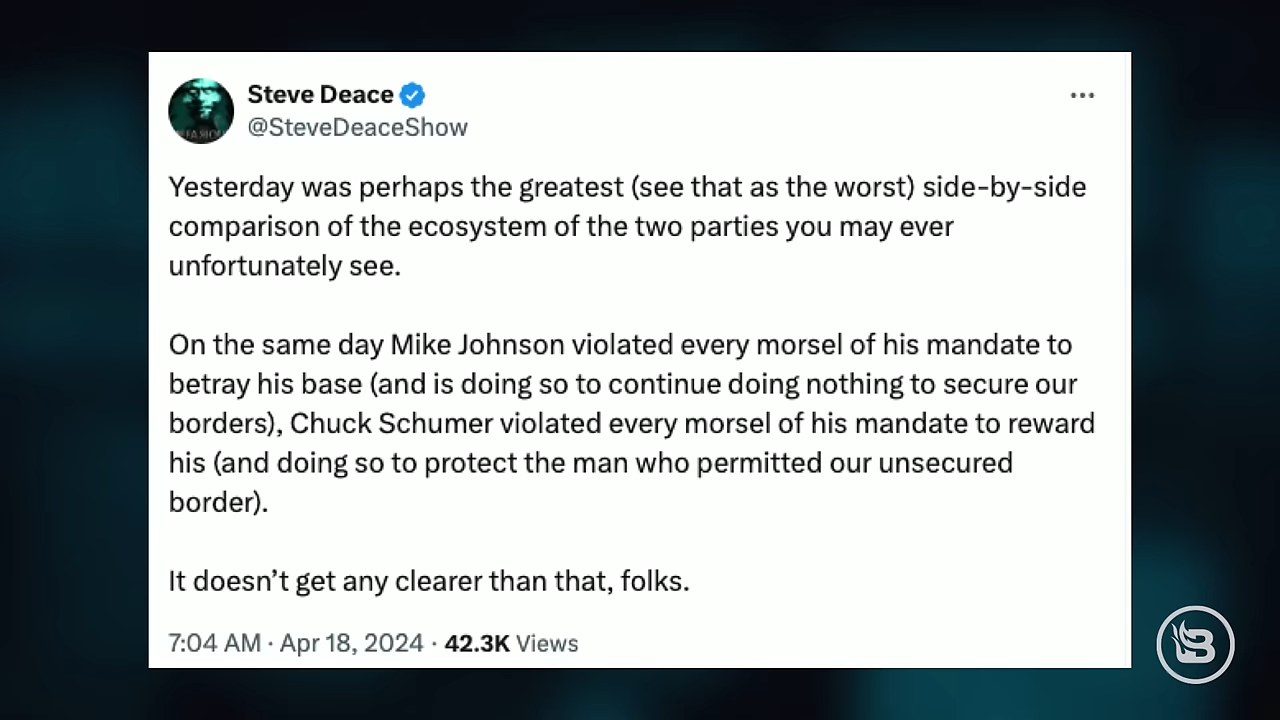 Steve Deace
@SteveDeaceShow
Yesterday was perhaps the greatest (see that as the worst) side-by-side
comparison of the ecosystem of the two parties you may ever
unfortunately see.
On the same day Mike Johnson violated every morsel of his mandate to
betray his base (and is doing so to continue doing nothing to secure our
borders), Chuck Schumer violated every morsel of his mandate to reward
his (and doing so to protect the man who permitted our unsecured
border).
It doesn’t get any clearer than that, folks.
7:04 AM · Apr 18, 2024 · 42.3K Views
B